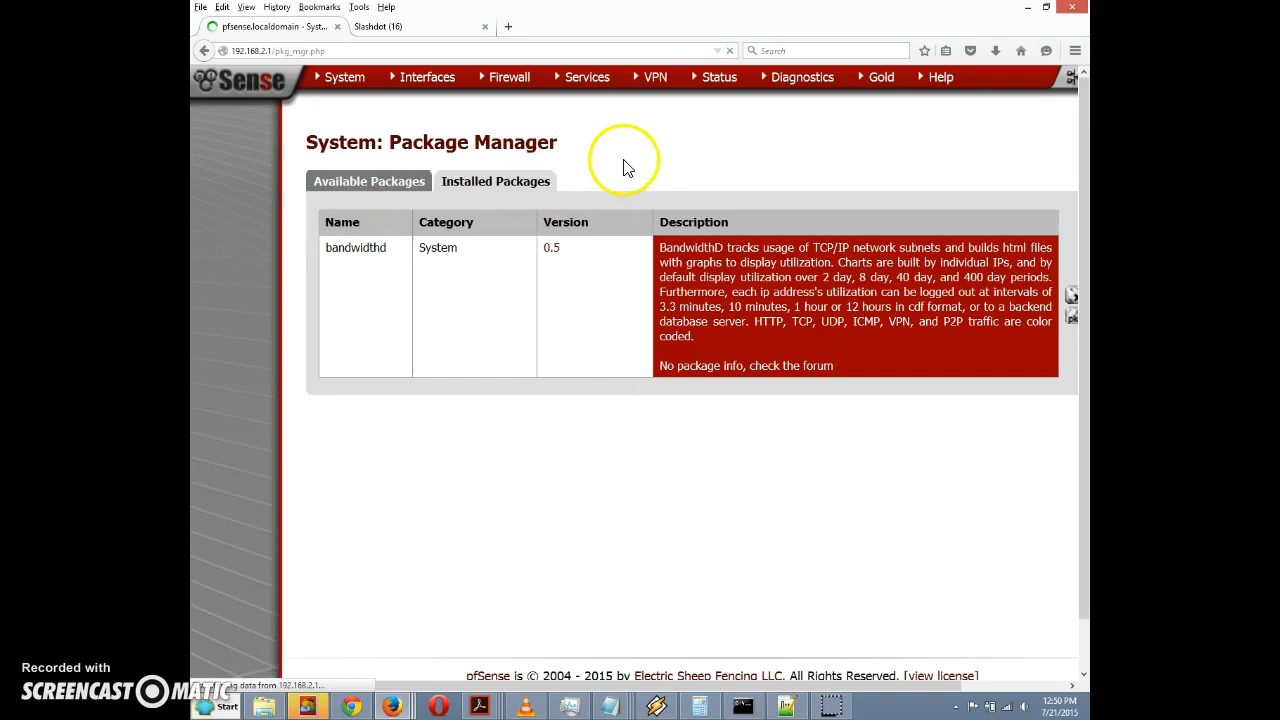 File Edit View History Bookmarks Tools Help
pfsense.localdomain - Syst... Slashdot (16)
192.168.2.1/pkg_mgr.php Search
Sense System Interfaces Firewall Services VPN Status Diagnostics Gold Help
System: Package Manager
Available Packages Installed Packages
Name Category Version Description
bandwidthd System 0.5 BandwidthD tracks usage of TCP/IP network subnets and builds html files
with graphs to display utilization. Charts are built by individual IPs, and by
default display utilization over 2 day, 8 day, 40 day, and 400 day periods.
Furthermore, each ip address's utilization can be logged out at intervals of
3.3 minutes, 10 minutes, 1 hour or 12 hours in cdf format, or to a backend
database server. HTTP, TCP, UDP, ICMP, VPN, and P2P traffic are color
coded.
No package info, check the forum
pfSense is © 2004 - 2015 by Electric Sheep Fencing LLC. All Rights Reserved. [view license]
Recorded with
SCREENCAST MATIC
data from 192.168.2.1...
Start
12:50 PM
7/21/2015